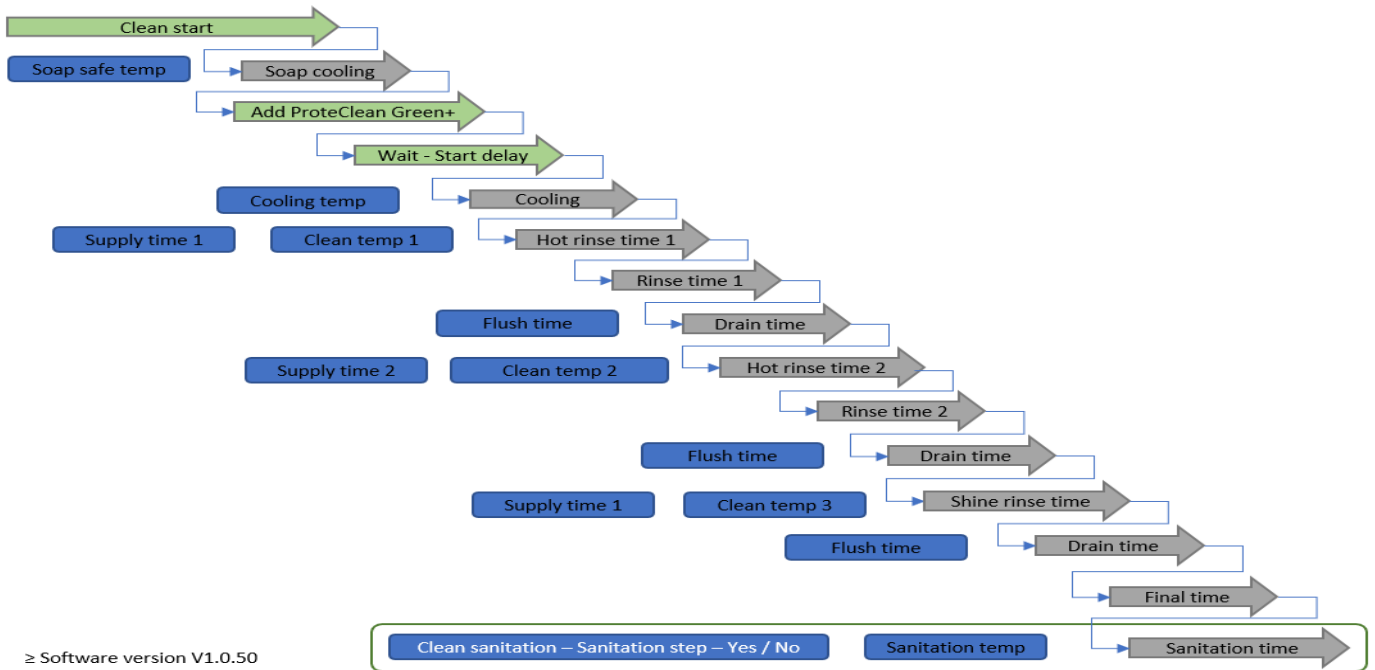 Clean start
Soap safe temp Soap cooling
Add ProteClean Green+
Wait - Start delay
Cooling temp Cooling
Supply time 1 Clean temp 1 Hot rinse time 1
Rinse time 1
Flush time Drain time
Supply time 2 Clean temp 2 Hot rinse time 2
Rinse time 2
Flush time Drain time
Supply time 1 Clean temp 3 Shine rinse time
Flush time Drain time
Final time
Clean sanitation – Sanitation step – Yes / No Sanitation temp Sanitation time
≥ Software version V1.0.50